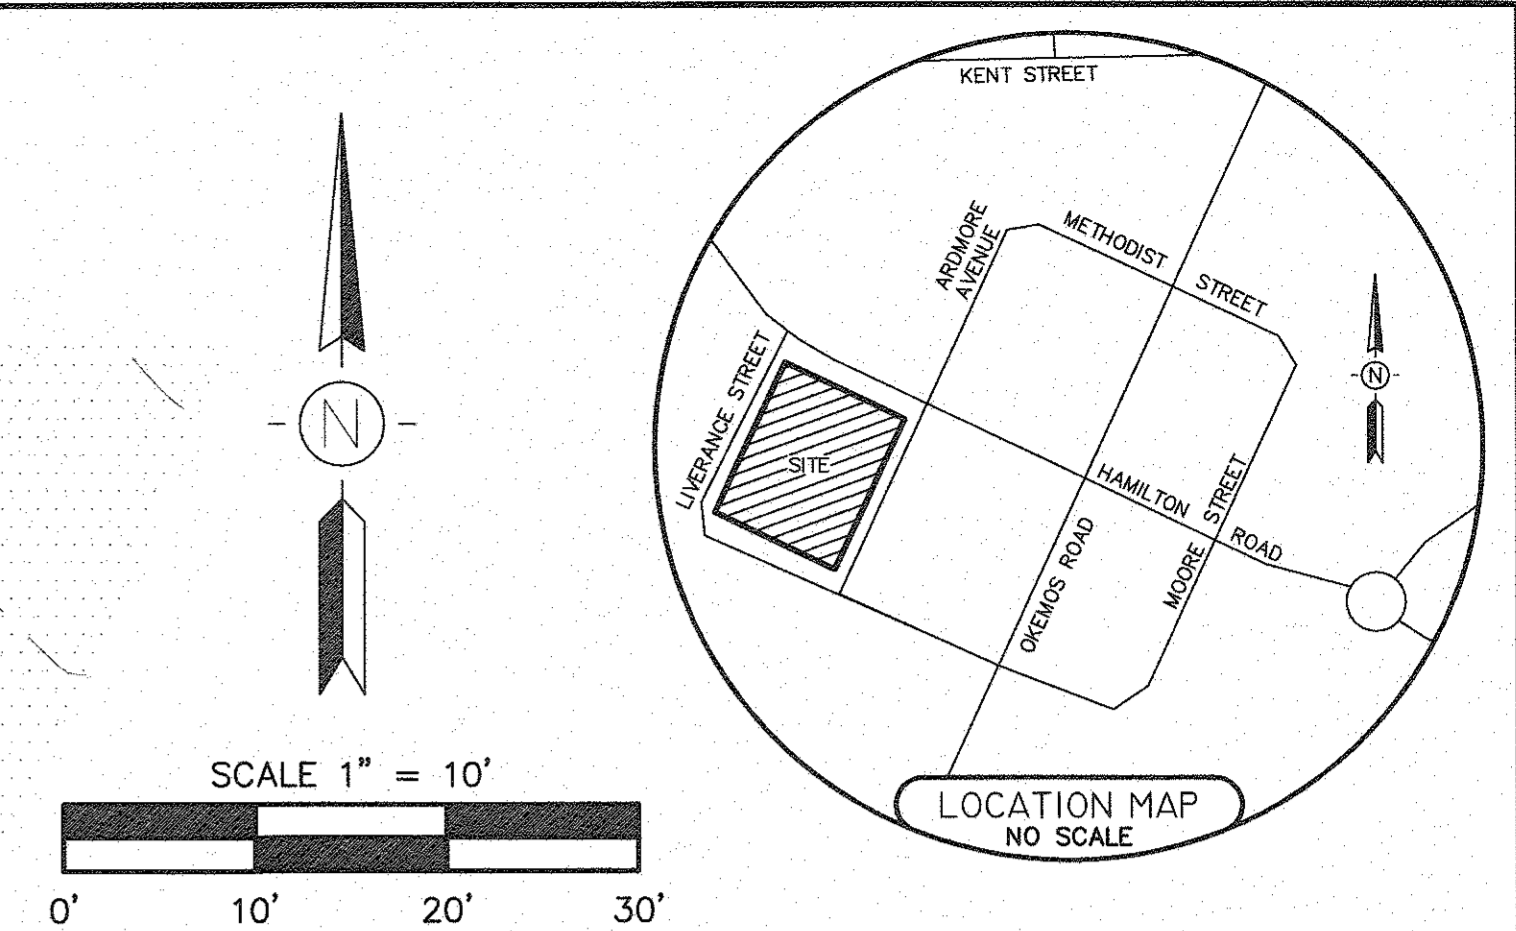 N
SCALE 1" = 10'
0' 10' 20' 30'
KENT STREET
ARDMORE
AVENUE
METHODIST STREET
LIVERANCE STREET
SITE
N
HAMILTON ROAD
MOORE STREET
OKEMOS ROAD
LOCATION MAP
NO SCALE